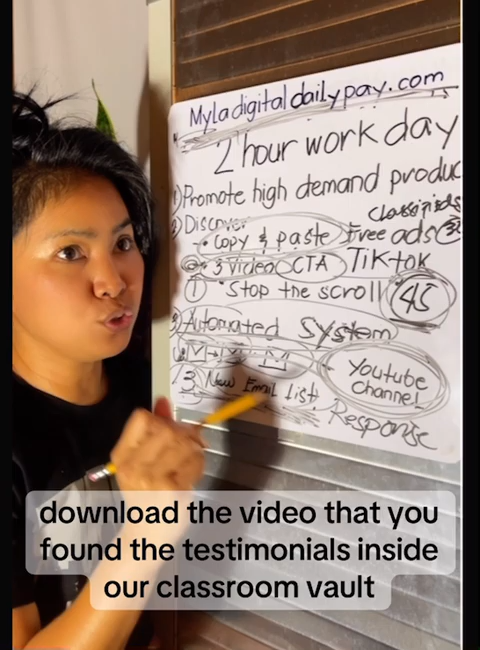 Myladigitaldailypay.com
2 hour work day
① Promote high demand produc
② Discover classifieds
• Copy & paste Free ads
3 Video CTA TikTok
① "Stop the scroll 45
③ Automated System
YouTube Channel
3 New Email List
Response
download the video that you
found the testimonials inside
our classroom vault